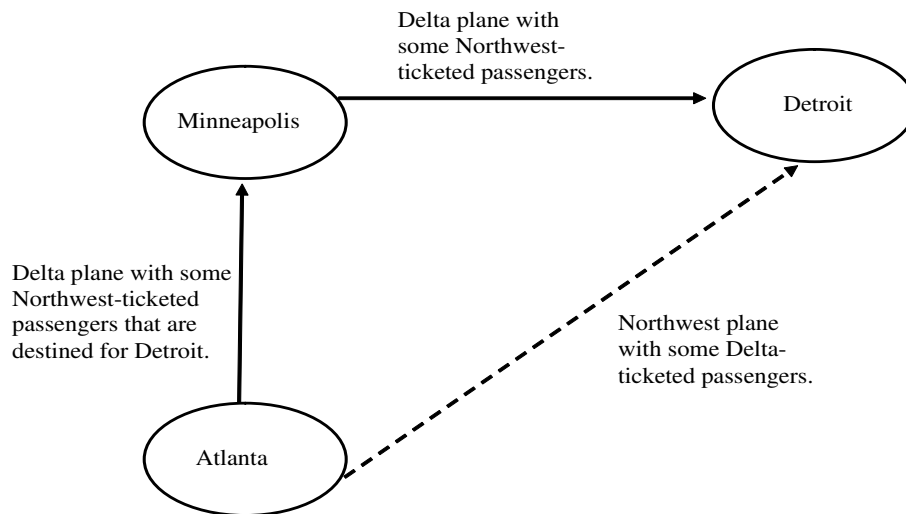 Delta plane with
some Northwest-
ticketed passengers.
Minneapolis
Detroit
Delta plane with some
Northwest-ticketed
passengers that are
destined for Detroit.
Northwest plane
with some Delta-
ticketed passengers.
Atlanta